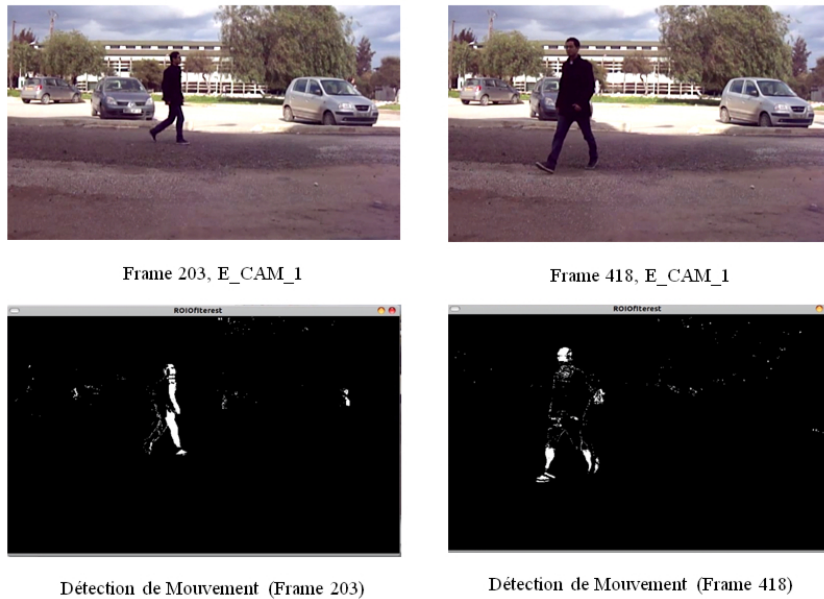 Frame 203, E_CAM_1
Frame 418, E_CAM_1
ROIOfIterest
ROIOfIterest
Détection de Mouvement (Frame 203)
Détection de Mouvement (Frame 418)